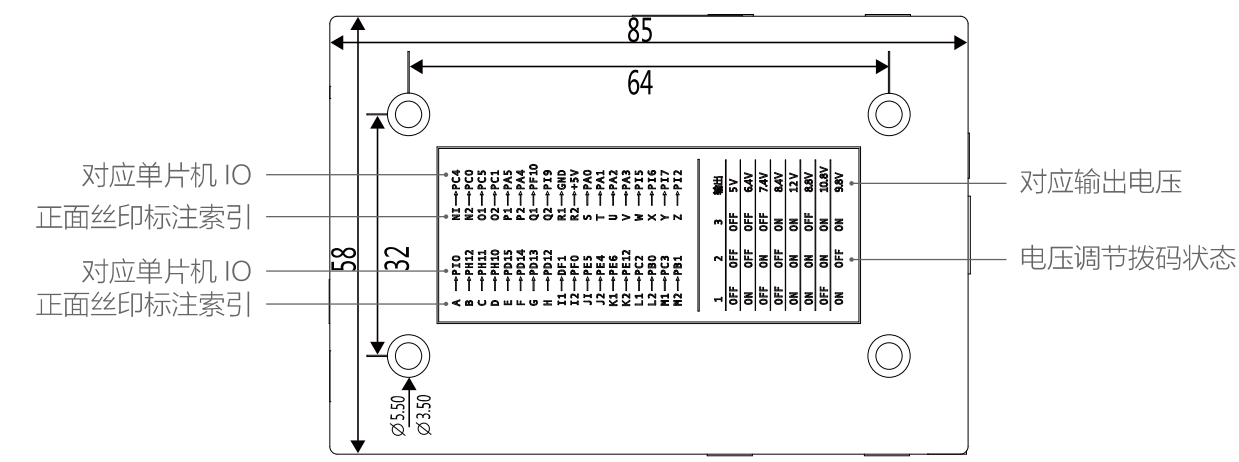 85
64
58
32
Ø5.50
Ø3.50
对应单片机 IO
正面丝印标注索引
对应单片机 IO
正面丝印标注索引
对应输出电压
电压调节拨码状态
A →PI0 N1→PC4
B →PH12 N2→PC0
C →PH11 O1→PC5
D →PH10 O2→PC1
E →PD15 P1→PA5
F →PD14 P2→PA4
G →PD13 Q1→PF10
H →PD12 Q2→PI9
I1→DF1 R1→GND
I2→PF0 R2→+5V
J1→PE5 S →PA0
J2→PE4 T →PA1
K1→PE6 U →PA2
K2→PE12 V →PA3
L1→PC2 W →PI5
L2→PB0 X →PI6
M1→PC3 Y →PI7
M2→PB1 Z →PI2
1 2 3 输出
OFF OFF OFF 5V
ON OFF OFF 6.4V
OFF ON OFF 7.4V
OFF OFF ON 8.4V
ON ON ON 12V
ON ON OFF 8.8V
OFF ON ON 10.8V
ON OFF ON 9.8V